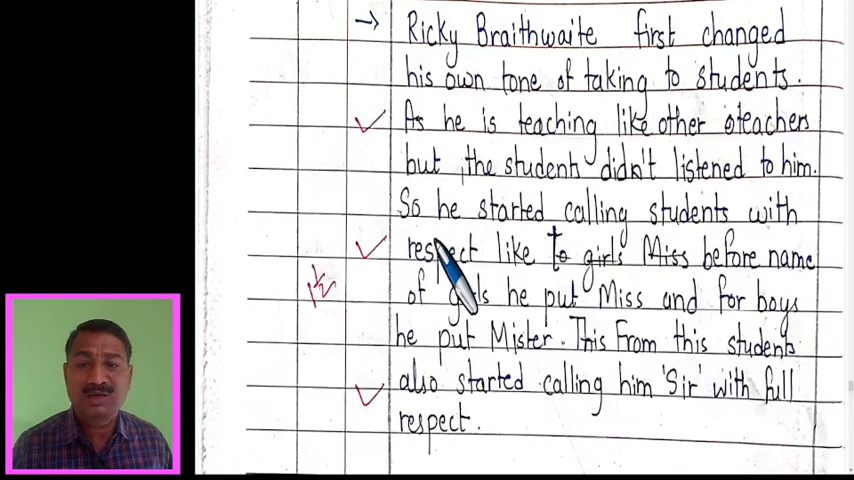 → Ricky Braithwaite first changed
his own tone of taking to students.
As he is teaching like other steachers
but , the students didn't listened to him.
So he started calling students with
respect like to girls Miss before name
1½ of girls he put Miss and for boys
he put Mister. This From this students
also started calling him 'Sir' with full
respect.